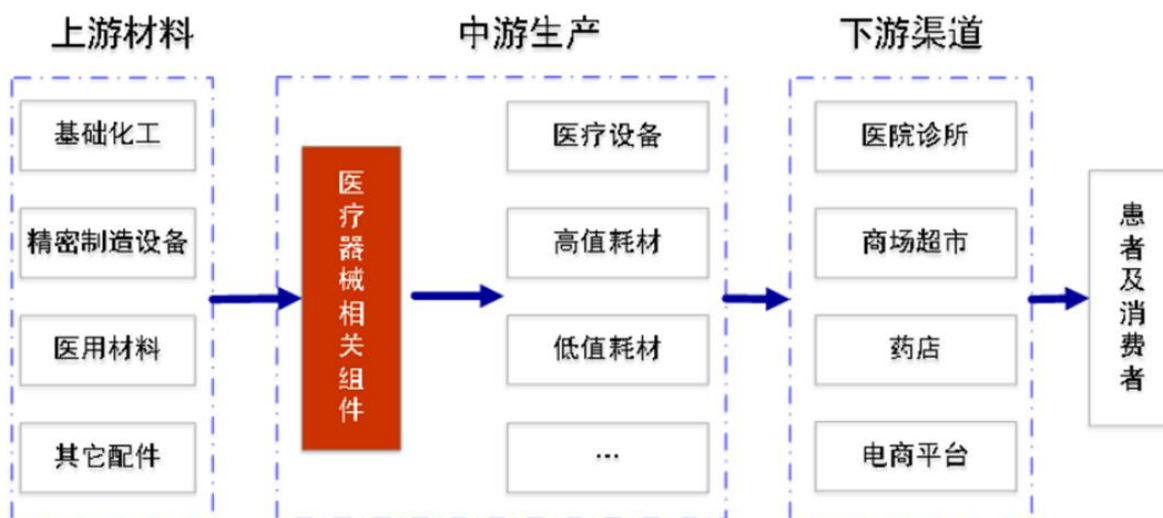 上游材料
中游生产
下游渠道
基础化工
精密制造设备
医用材料
其它配件
医疗器械相关组件
医疗设备
高值耗材
低值耗材
...
医院诊所
商场超市
药店
电商平台
患者及消费者